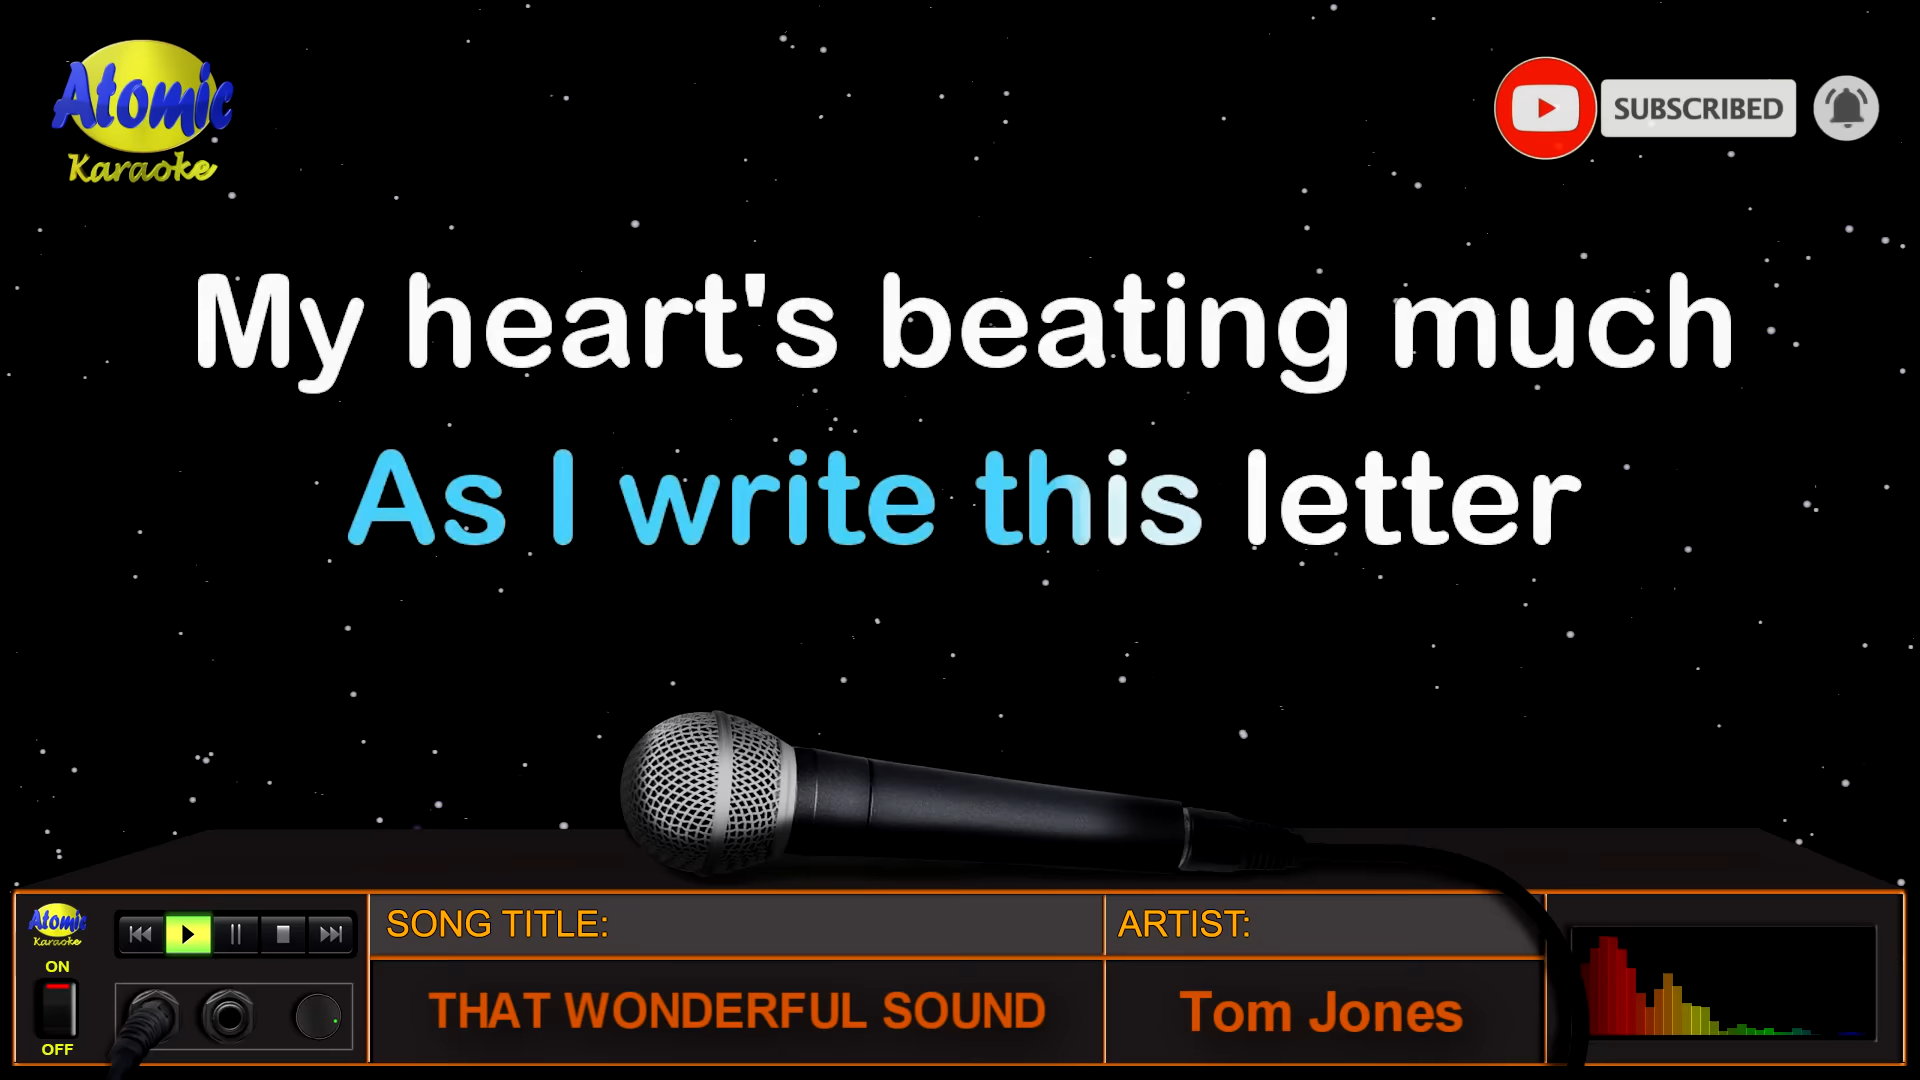 Atomic
Karaoke
SUBSCRIBED
My heart's beating much
As I write this letter
Atomic
Karaoke
ON
OFF
SONG TITLE:
ARTIST:
THAT WONDERFUL SOUND
Tom Jones